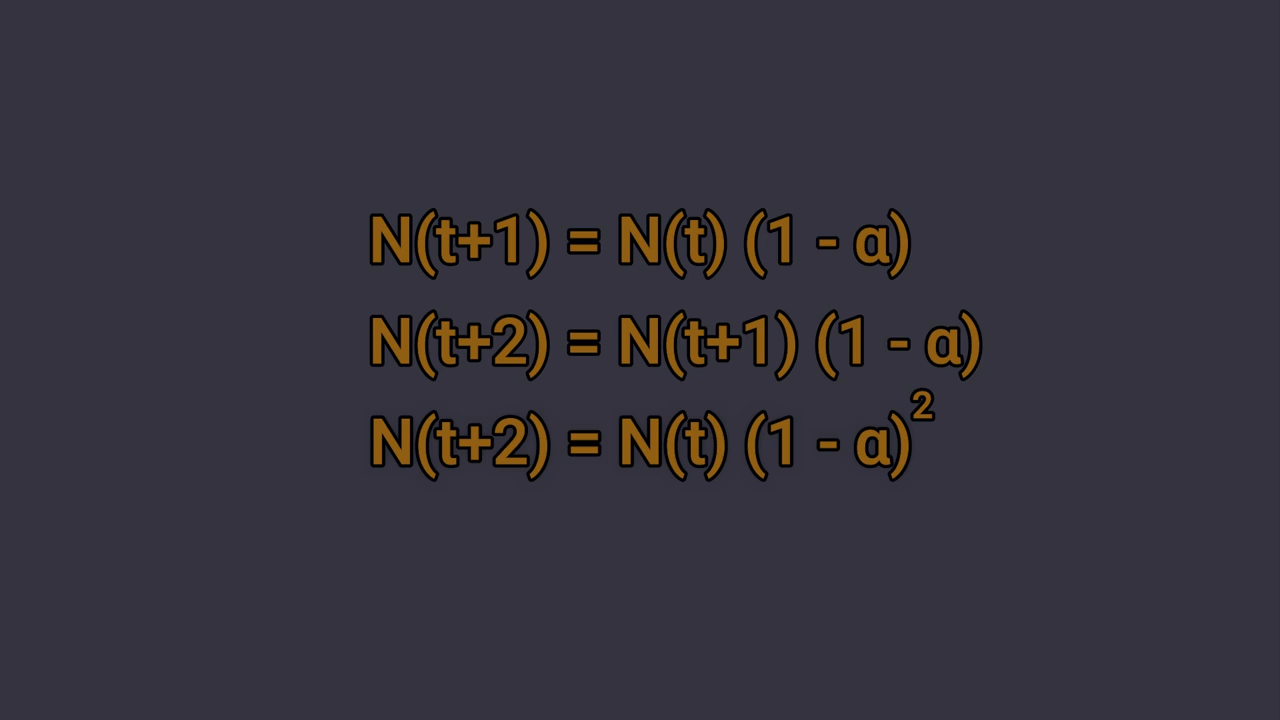 N(t+1) = N(t) (1 - α)
N(t+2) = N(t+1) (1 - α)
N(t+2) = N(t) (1 - α)²